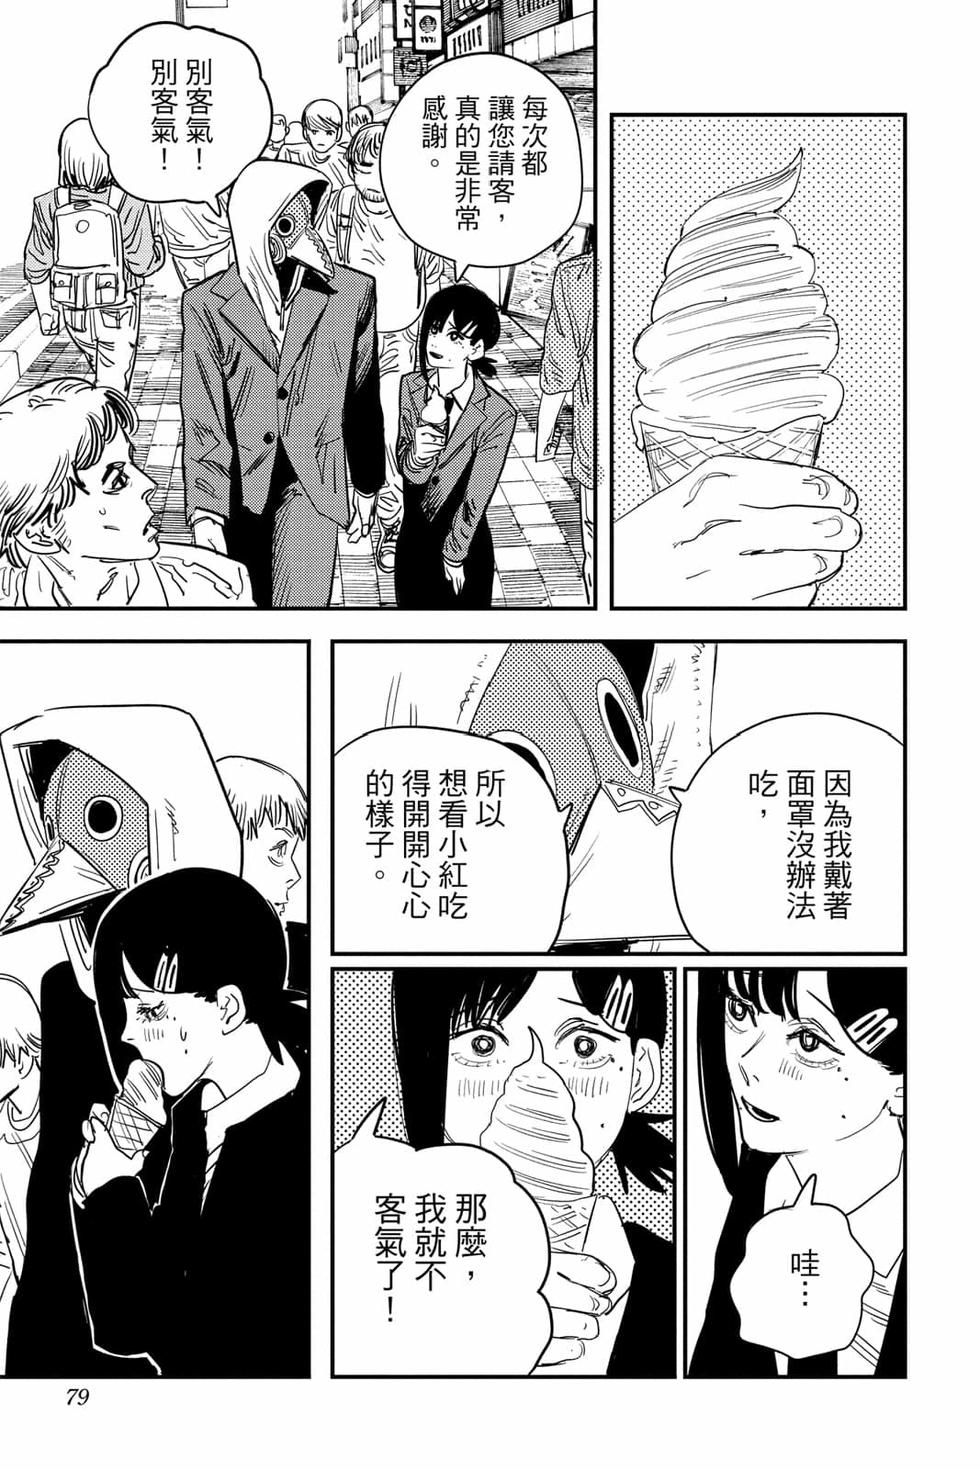 每次都
讓您請客，
真的是非常
感謝。
別客氣！
別客氣！
因為我戴著
面罩沒辦法
吃，
所以
想看小紅吃
得開開心心
的樣子。
哇…
那麼，
我就不
客氣了！
79